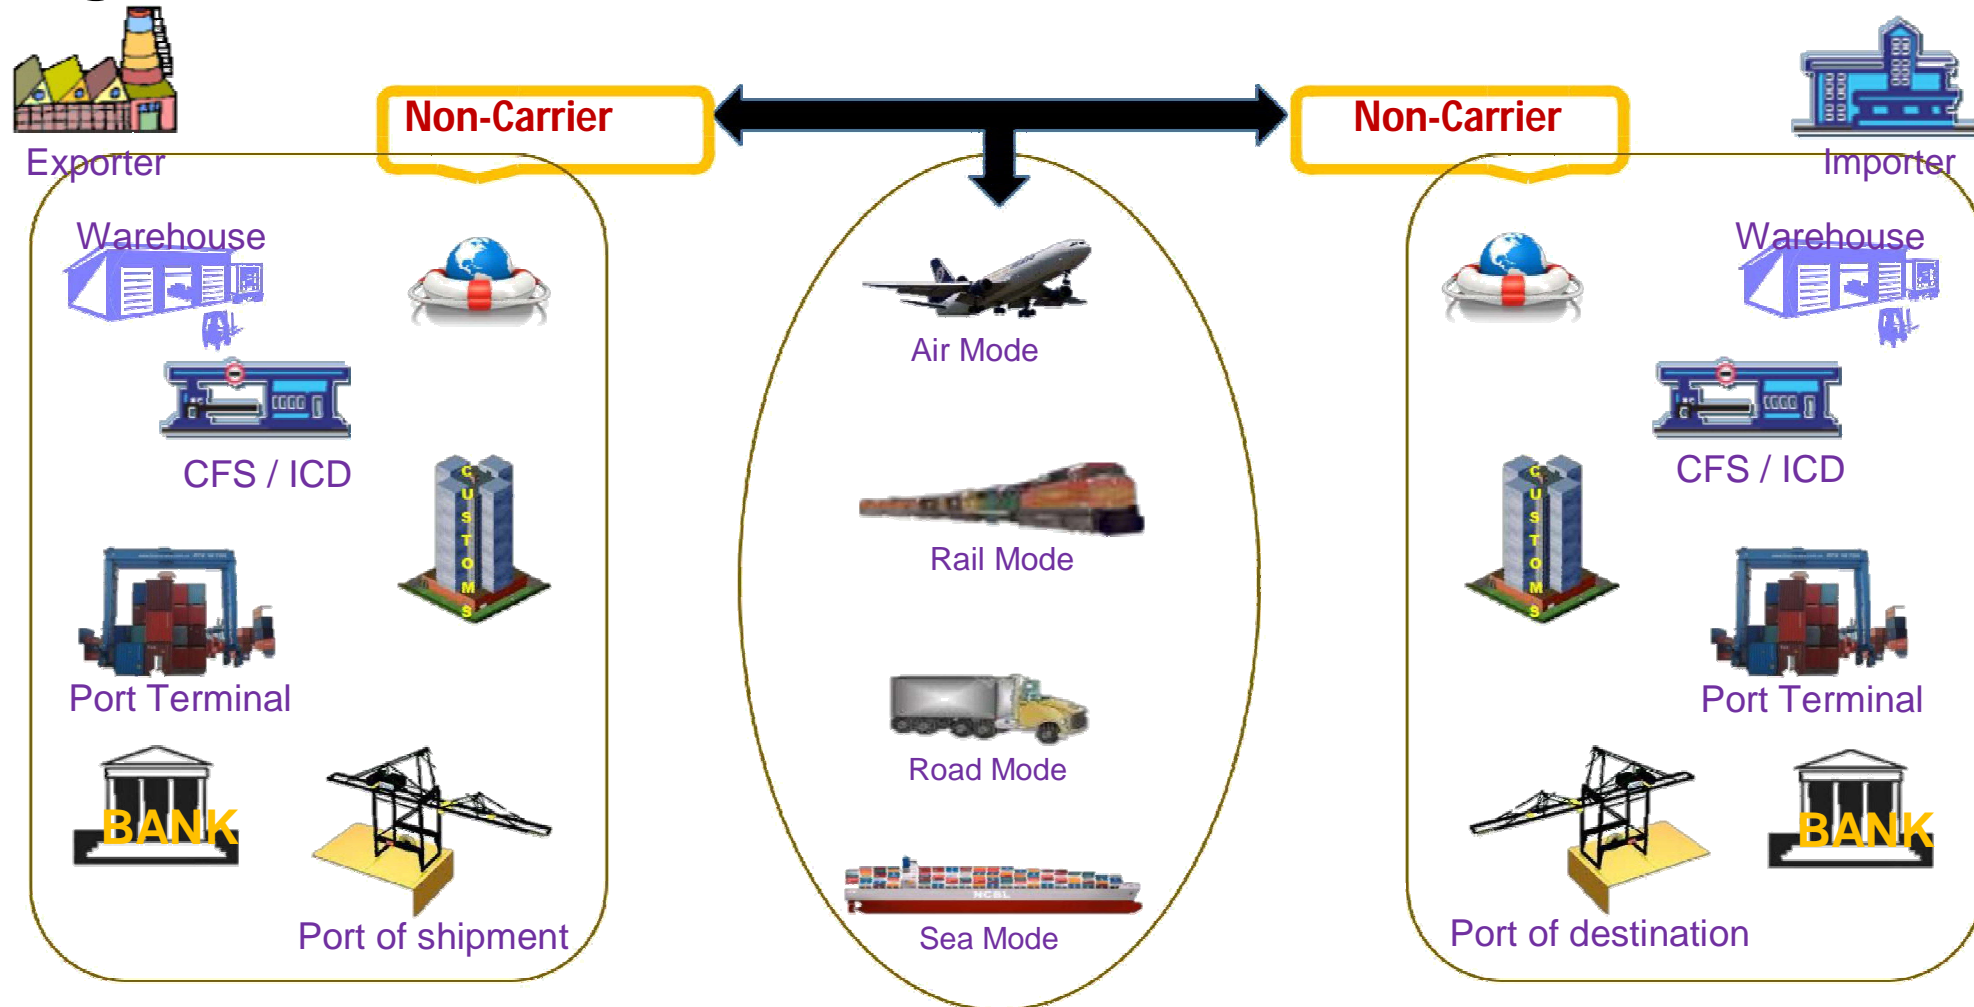 Exporter
Non-Carrier
Non-Carrier
Importer
Warehouse
CFS / ICD
CUSTOMS
Port Terminal
BANK
Port of shipment
Air Mode
Rail Mode
Road Mode
NCBL
Sea Mode
Warehouse
CFS / ICD
CUSTOMS
Port Terminal
BANK
Port of destination